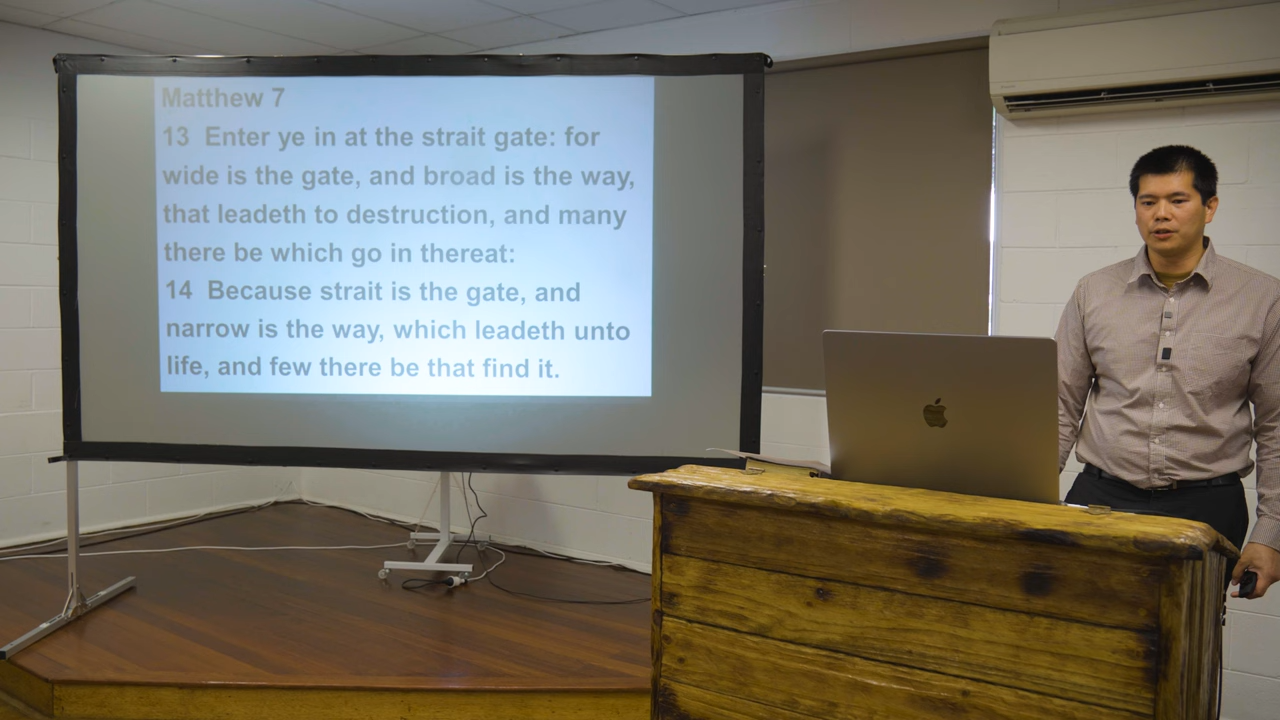 Matthew 7
13 Enter ye in at the strait gate: for
wide is the gate, and broad is the way,
that leadeth to destruction, and many
there be which go in thereat:
14 Because strait is the gate, and
narrow is the way, which leadeth unto
life, and few there be that find it.